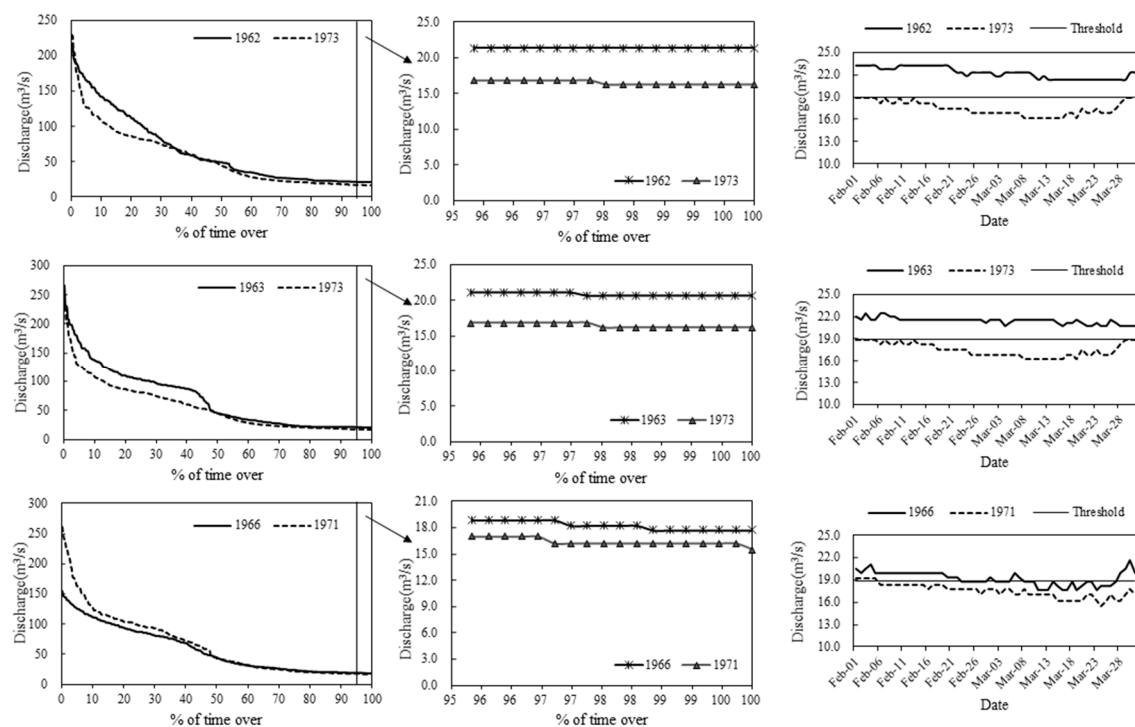 1962 1973
Discharge(m³/s)
250
200
150
100
50
0
0 10 20 30 40 50 60 70 80 90 100
% of time over
25.0
20.0
15.0
10.0
5.0
0.0
Discharge(m³/s)
1962 1973
95 96 96 97 97 98 98 99 99 100 100
% of time over
1962 1973 Threshold
25.0
22.0
19.0
16.0
13.0
10.0
Discharge(m³/s)
Feb-01 Feb-06 Feb-11 Feb-16 Feb-21 Feb-26 Mar-03 Mar-08 Mar-13 Mar-18 Mar-23 Mar-28
Date
1963 1973
Discharge(m³/s)
300
250
200
150
100
50
0
0 10 20 30 40 50 60 70 80 90 100
% of time over
25.0
20.0
15.0
10.0
5.0
0.0
Discharge(m³/s)
1963 1973
95 96 96 97 97 98 98 99 99 100 100
% of time over
1963 1973 Threshold
25.0
22.0
19.0
16.0
13.0
10.0
Discharge(m³/s)
Feb-01 Feb-06 Feb-11 Feb-16 Feb-21 Feb-26 Mar-03 Mar-08 Mar-13 Mar-18 Mar-23 Mar-28
Date
1966 1971
Discharge(m³/s)
300
250
200
150
100
50
0
0 10 20 30 40 50 60 70 80 90 100
% of time over
21.0
18.0
15.0
12.0
9.0
6.0
3.0
0.0
Discharge(m³/s)
1966 1971
95 96 96 97 97 98 98 99 99 100 100
% of time over
1966 1971 Threshold
25.0
22.0
19.0
16.0
13.0
10.0
Discharge(m³/s)
Feb-01 Feb-06 Feb-11 Feb-16 Feb-21 Feb-26 Mar-03 Mar-08 Mar-13 Mar-18 Mar-23 Mar-28
Date